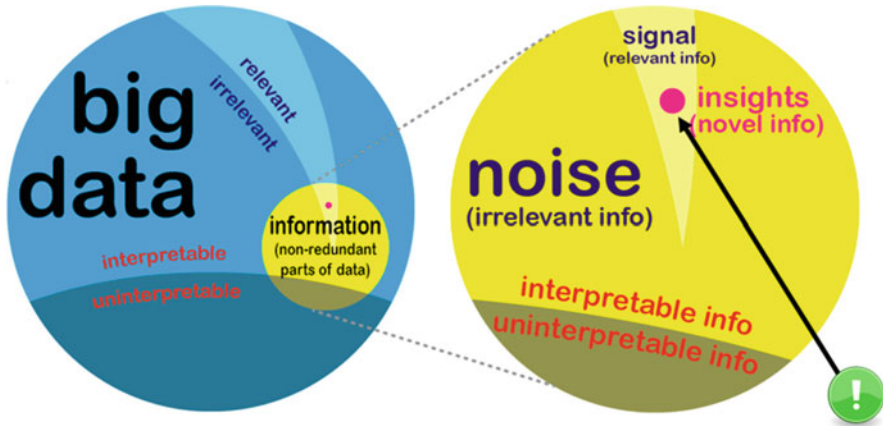 big
data
relevant
irrelevant
information
(non-redundant
parts of data)
interpretable
uninterpretable
signal
(relevant info)
insights
(novel info)
noise
(irrelevant info)
interpretable info
uninterpretable info
!